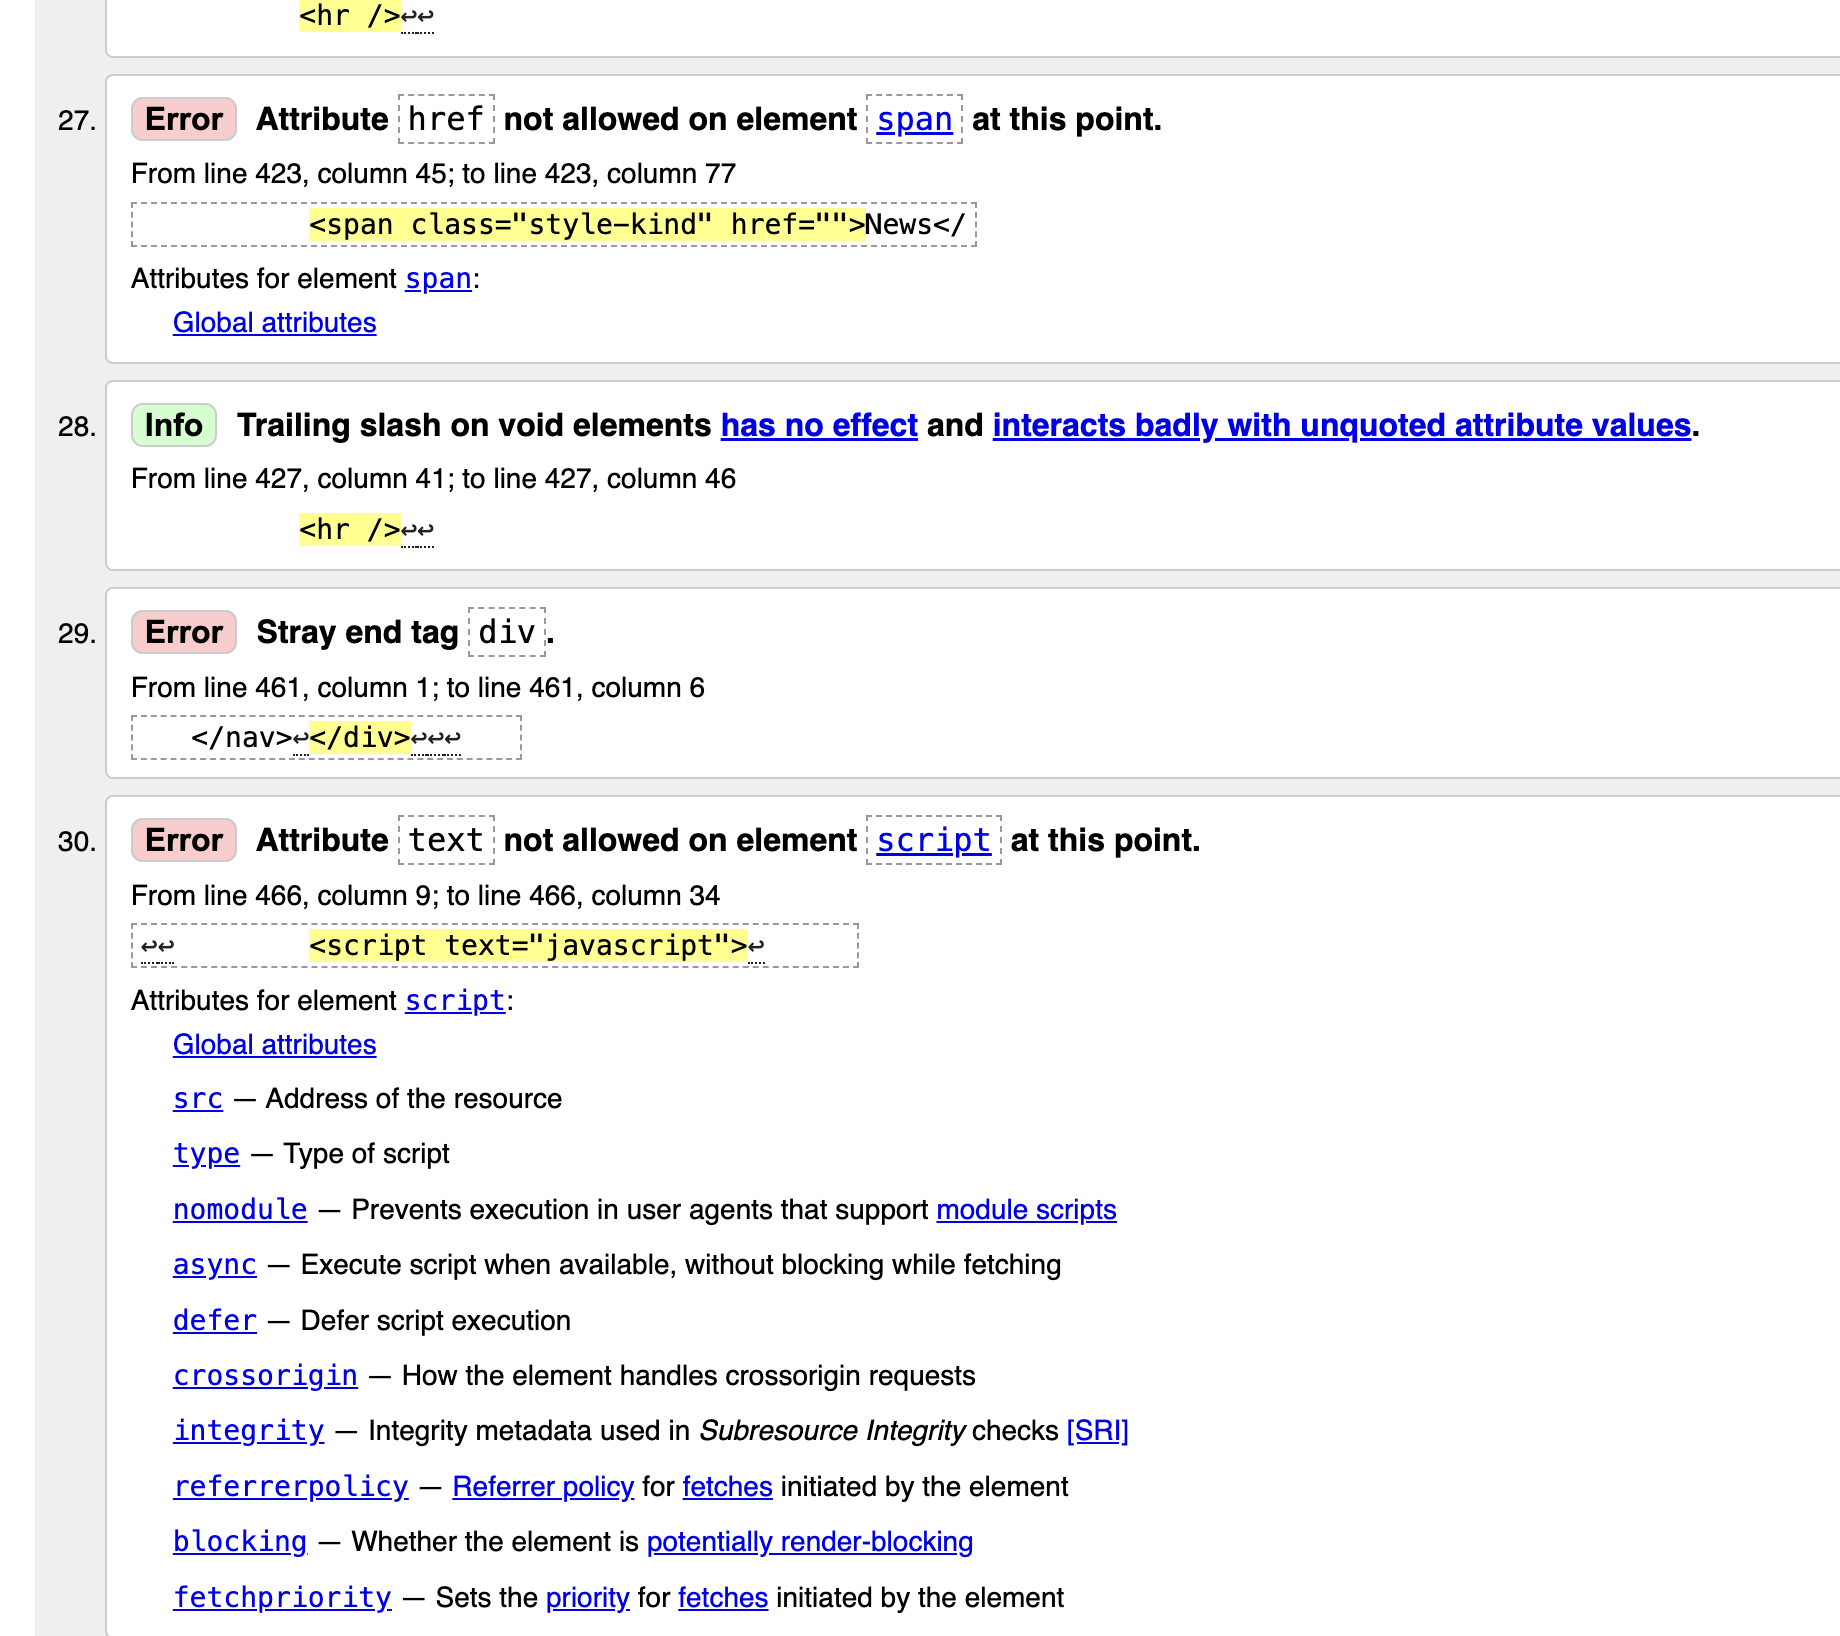 <hr />↩↩
27. Error Attribute href not allowed on element span at this point.
From line 423, column 45; to line 423, column 77
<span class="style-kind" href="">News</
Attributes for element span:
Global attributes
28. Info Trailing slash on void elements has no effect and interacts badly with unquoted attribute values.
From line 427, column 41; to line 427, column 46
<hr />↩↩
29. Error Stray end tag div.
From line 461, column 1; to line 461, column 6
</nav>↩</div>↩↩↩
30. Error Attribute text not allowed on element script at this point.
From line 466, column 9; to line 466, column 34
↩↩ <script text="javascript">↩
Attributes for element script:
Global attributes
src — Address of the resource
type — Type of script
nomodule — Prevents execution in user agents that support module scripts
async — Execute script when available, without blocking while fetching
defer — Defer script execution
crossorigin — How the element handles crossorigin requests
integrity — Integrity metadata used in Subresource Integrity checks [SRI]
referrerpolicy — Referrer policy for fetches initiated by the element
blocking — Whether the element is potentially render-blocking
fetchpriority — Sets the priority for fetches initiated by the element